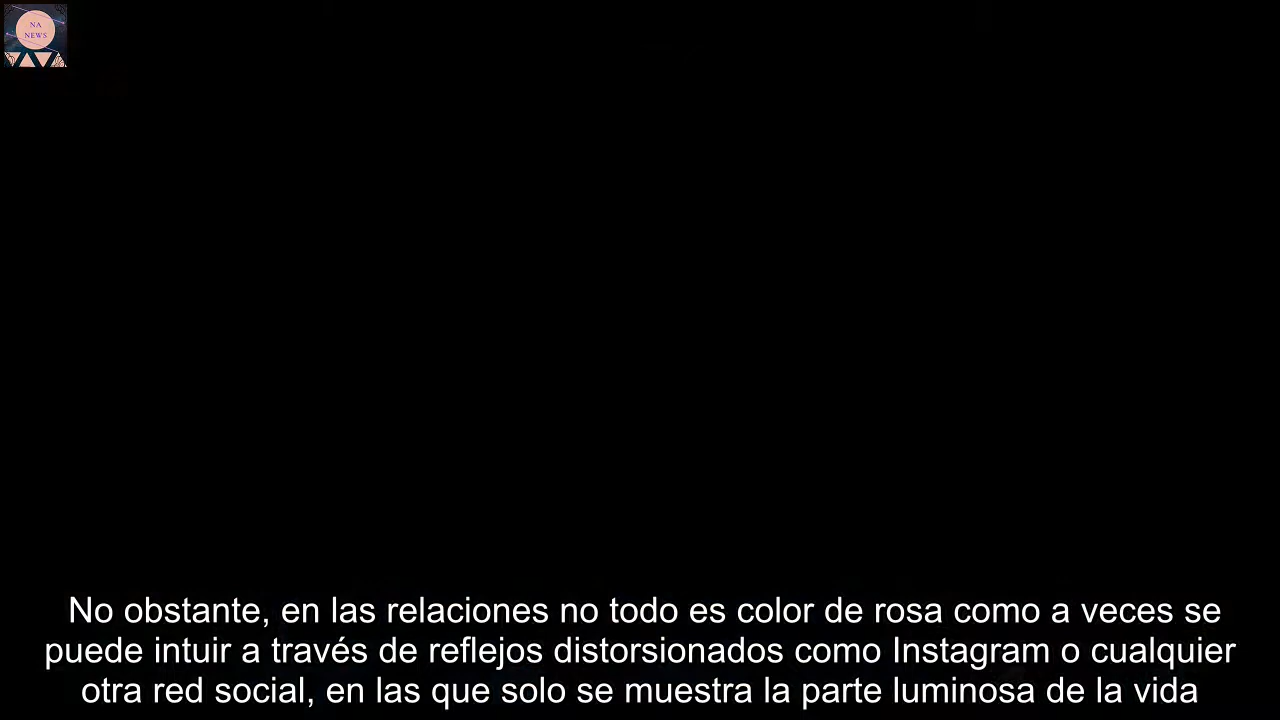 NA
NEWS
No obstante, en las relaciones no todo es color de rosa como a veces se
puede intuir a través de reflejos distorsionados como Instagram o cualquier
otra red social, en las que solo se muestra la parte luminosa de la vida